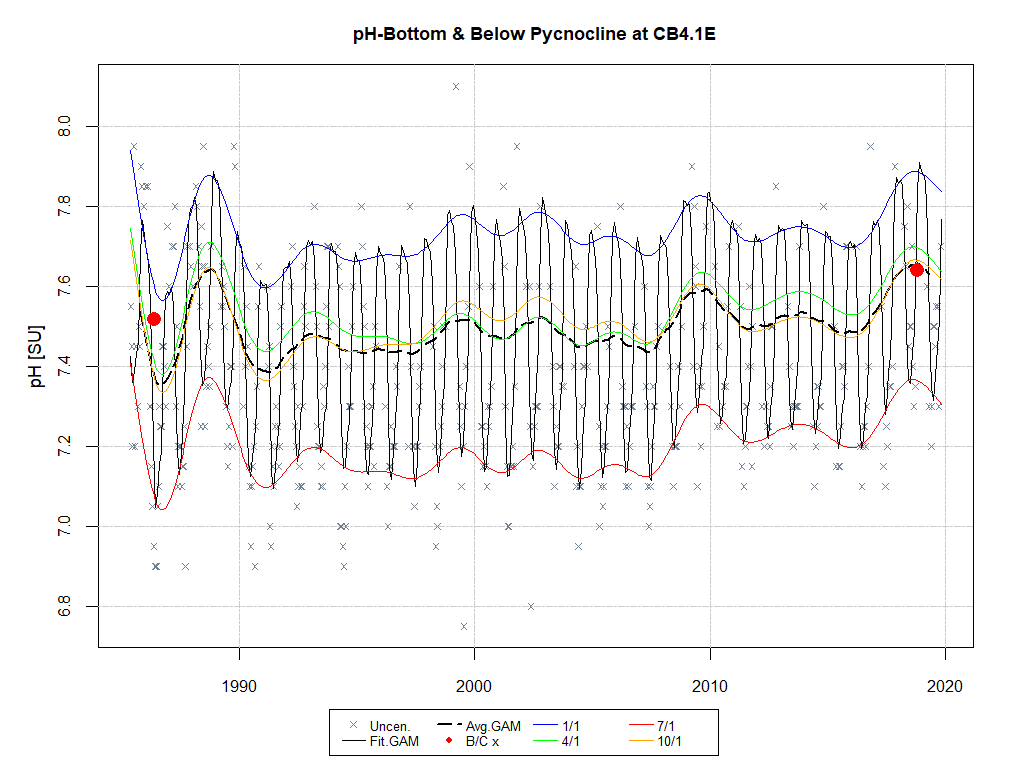 pH-Bottom & Below Pycnocline at CB4.1E
pH [SU]
8.0
7.8
7.6
7.4
7.2
7.0
6.8
1990 2000 2010 2020
Uncen. Avg.GAM 1/1 7/1
Fit.GAM B/C x 4/1 10/1